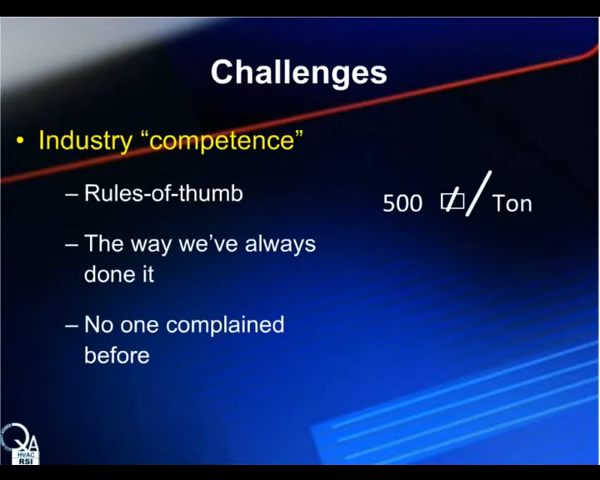 Challenges
• Industry “competence”
– Rules-of-thumb
500 ⍁ / Ton
– The way we’ve always
done it
– No one complained
before
QA
HVAC
RSI